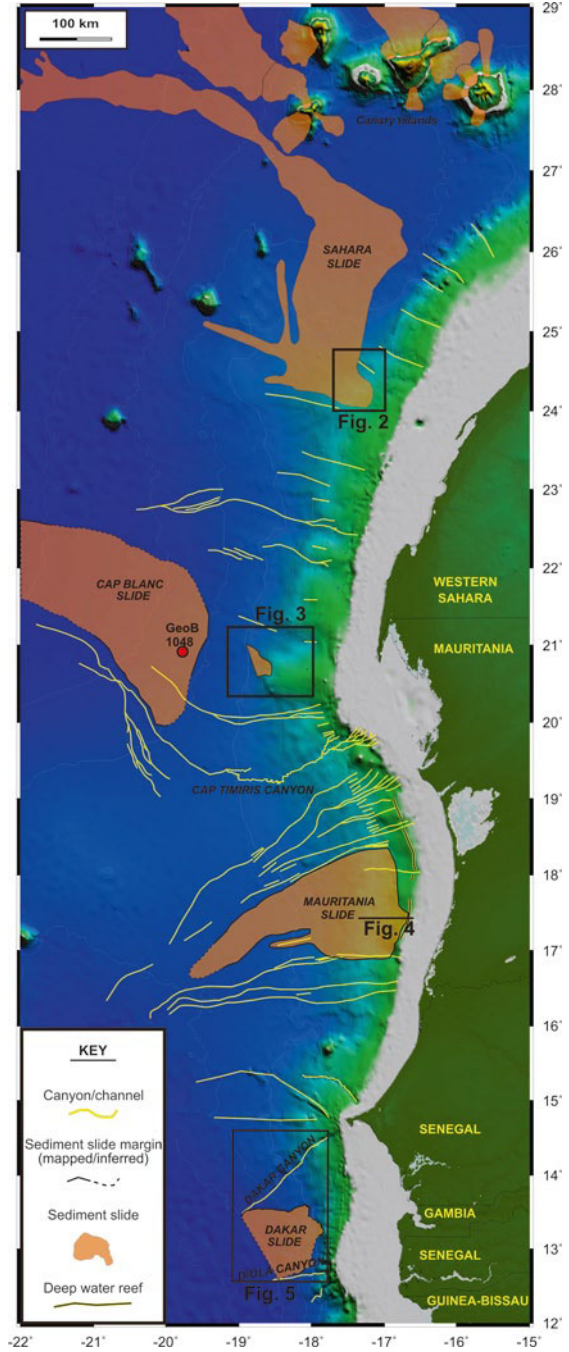 100 km
29°
28°
Canary Islands
27°
SAHARA
SLIDE
26°
25°
24°
Fig. 2
23°
22°
CAP BLANC
SLIDE
WESTERN
SAHARA
GeoB
1048
Fig. 3
MAURITANIA
21°
20°
CAP TIMIRIS CANYON
19°
18°
MAURITANIA
SLIDE
Fig. 4
17°
16°
KEY
Canyon/channel
15°
Sediment slide margin
(mapped/inferred)
SENEGAL
DAKAR CANYON
14°
Sediment slide
GAMBIA
DAKAR
SLIDE
SENEGAL
13°
DIOLA CANYON
Deep water reef
Fig. 5
GUINEA-BISSAU
12°
-22° -21° -20° -19° -18° -17° -16° -15°